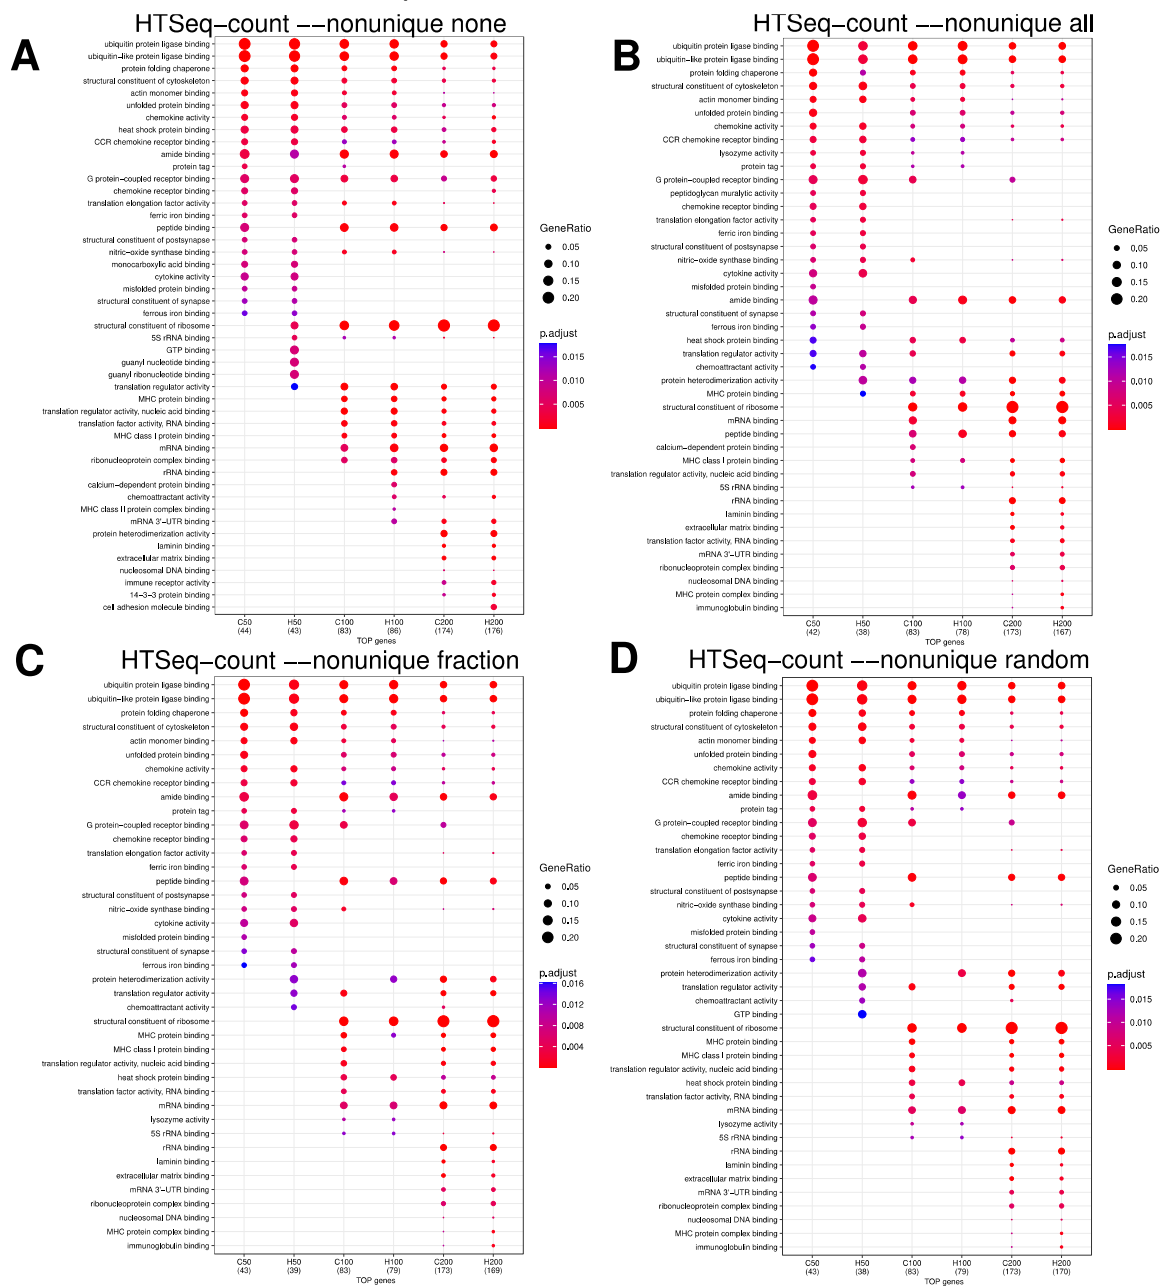 A
HTSeq−count −−nonunique none
ubiquitin protein ligase binding
ubiquitin−like protein ligase binding
protein folding chaperone
structural constituent of cytoskeleton
actin monomer binding
unfolded protein binding
chemokine activity
heat shock protein binding
CCR chemokine receptor binding
amide binding
protein tag
G protein−coupled receptor binding
chemokine receptor binding
translation elongation factor activity
ferric iron binding
peptide binding
structural constituent of postsynapse
nitric−oxide synthase binding
monocarboxylic acid binding
cytokine activity
misfolded protein binding
structural constituent of synapse
ferrous iron binding
structural constituent of ribosome
5S rRNA binding
GTP binding
guanyl nucleotide binding
guanyl ribonucleotide binding
translation regulator activity
MHC protein binding
translation regulator activity, nucleic acid binding
translation factor activity, RNA binding
MHC class I protein binding
mRNA binding
ribonucleoprotein complex binding
rRNA binding
calcium−dependent protein binding
chemoattractant activity
MHC class II protein complex binding
mRNA 3'−UTR binding
protein heterodimerization activity
laminin binding
extracellular matrix binding
nucleosomal DNA binding
immune receptor activity
14−3−3 protein binding
cell adhesion molecule binding
C50 H50 C100 H100 C200 H200
(44) (43) (83) (86) (174) (176)
TOP genes
GeneRatio
0.05
0.10
0.15
0.20
p.adjust
0.015
0.010
0.005
B
HTSeq−count −−nonunique all
ubiquitin protein ligase binding
ubiquitin−like protein ligase binding
protein folding chaperone
structural constituent of cytoskeleton
actin monomer binding
unfolded protein binding
chemokine activity
CCR chemokine receptor binding
lysozyme activity
protein tag
G protein−coupled receptor binding
peptidoglycan muralytic activity
chemokine receptor binding
translation elongation factor activity
ferric iron binding
structural constituent of postsynapse
nitric−oxide synthase binding
cytokine activity
misfolded protein binding
amide binding
structural constituent of synapse
ferrous iron binding
heat shock protein binding
translation regulator activity
chemoattractant activity
protein heterodimerization activity
MHC protein binding
structural constituent of ribosome
mRNA binding
peptide binding
calcium−dependent protein binding
MHC class I protein binding
translation regulator activity, nucleic acid binding
5S rRNA binding
rRNA binding
laminin binding
extracellular matrix binding
translation factor activity, RNA binding
mRNA 3'−UTR binding
ribonucleoprotein complex binding
nucleosomal DNA binding
MHC protein complex binding
immunoglobulin binding
C50 H50 C100 H100 C200 H200
(42) (38) (83) (78) (173) (167)
TOP genes
GeneRatio
0.05
0.10
0.15
0.20
p.adjust
0.015
0.010
0.005
C
HTSeq−count −−nonunique fraction
ubiquitin protein ligase binding
ubiquitin−like protein ligase binding
protein folding chaperone
structural constituent of cytoskeleton
actin monomer binding
unfolded protein binding
chemokine activity
CCR chemokine receptor binding
amide binding
protein tag
G protein−coupled receptor binding
chemokine receptor binding
translation elongation factor activity
ferric iron binding
peptide binding
structural constituent of postsynapse
nitric−oxide synthase binding
cytokine activity
misfolded protein binding
structural constituent of synapse
ferrous iron binding
protein heterodimerization activity
translation regulator activity
chemoattractant activity
structural constituent of ribosome
MHC protein binding
MHC class I protein binding
translation regulator activity, nucleic acid binding
heat shock protein binding
translation factor activity, RNA binding
mRNA binding
lysozyme activity
5S rRNA binding
rRNA binding
laminin binding
extracellular matrix binding
mRNA 3'−UTR binding
ribonucleoprotein complex binding
nucleosomal DNA binding
MHC protein complex binding
immunoglobulin binding
C50 H50 C100 H100 C200 H200
(43) (39) (83) (79) (173) (169)
TOP genes
GeneRatio
0.05
0.10
0.15
0.20
p.adjust
0.016
0.012
0.008
0.004
D
HTSeq−count −−nonunique random
ubiquitin protein ligase binding
ubiquitin−like protein ligase binding
protein folding chaperone
structural constituent of cytoskeleton
actin monomer binding
unfolded protein binding
chemokine activity
CCR chemokine receptor binding
amide binding
protein tag
G protein−coupled receptor binding
chemokine receptor binding
translation elongation factor activity
ferric iron binding
peptide binding
structural constituent of postsynapse
nitric−oxide synthase binding
cytokine activity
misfolded protein binding
structural constituent of synapse
ferrous iron binding
protein heterodimerization activity
translation regulator activity
chemoattractant activity
GTP binding
structural constituent of ribosome
MHC protein binding
MHC class I protein binding
translation regulator activity, nucleic acid binding
heat shock protein binding
translation factor activity, RNA binding
mRNA binding
lysozyme activity
5S rRNA binding
rRNA binding
laminin binding
extracellular matrix binding
mRNA 3'−UTR binding
ribonucleoprotein complex binding
nucleosomal DNA binding
MHC protein complex binding
immunoglobulin binding
C50 H50 C100 H100 C200 H200
(43) (38) (83) (79) (173) (170)
TOP genes
GeneRatio
0.05
0.10
0.15
0.20
p.adjust
0.015
0.010
0.005